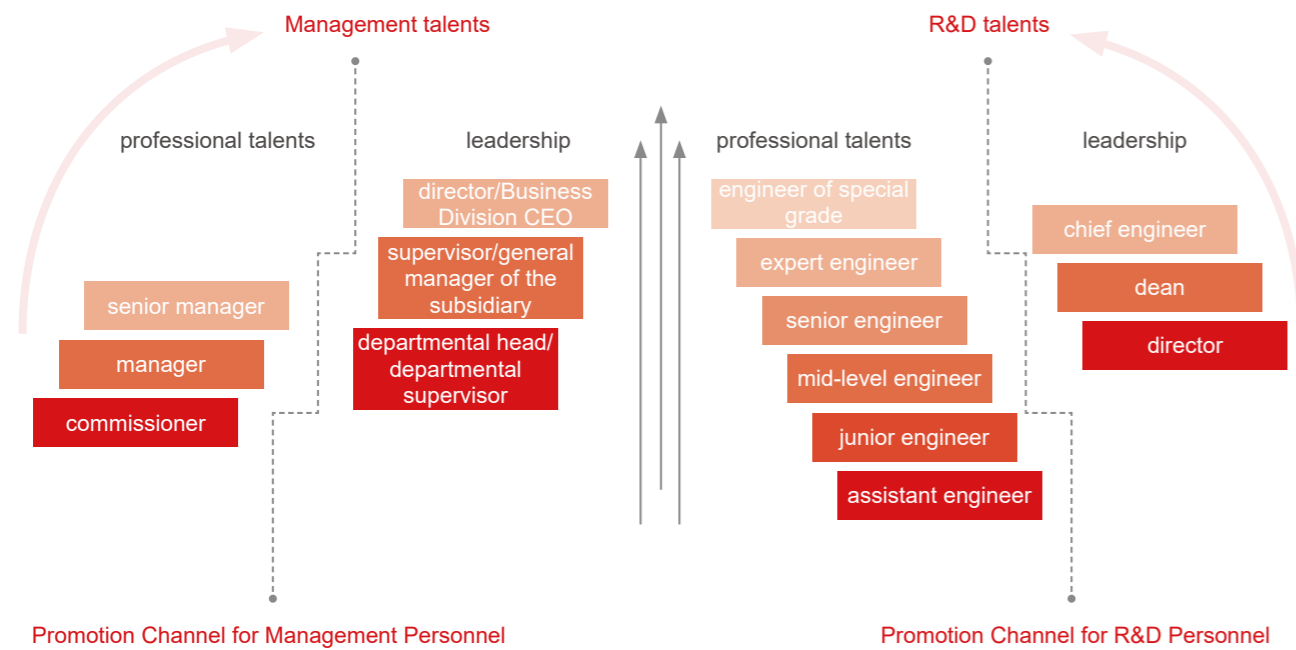 Management talents
professional talents
leadership
director/Business
Division CEO
supervisor/general
manager of the
subsidiary
departmental head/
departmental
supervisor
senior manager
manager
commissioner
Promotion Channel for Management Personnel
R&D talents
professional talents
leadership
engineer of special
grade
expert engineer
senior engineer
mid-level engineer
junior engineer
assistant engineer
chief engineer
dean
director
Promotion Channel for R&D Personnel